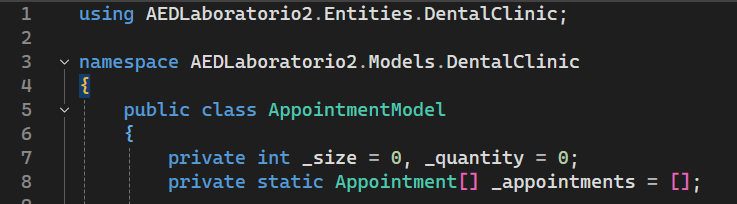 1 using AEDLaboratorio2.Entities.DentalClinic;
2
3 namespace AEDLaboratorio2.Models.DentalClinic
4 {
5 public class AppointmentModel
6 {
7 private int _size = 0, _quantity = 0;
8 private static Appointment[] _appointments = [];